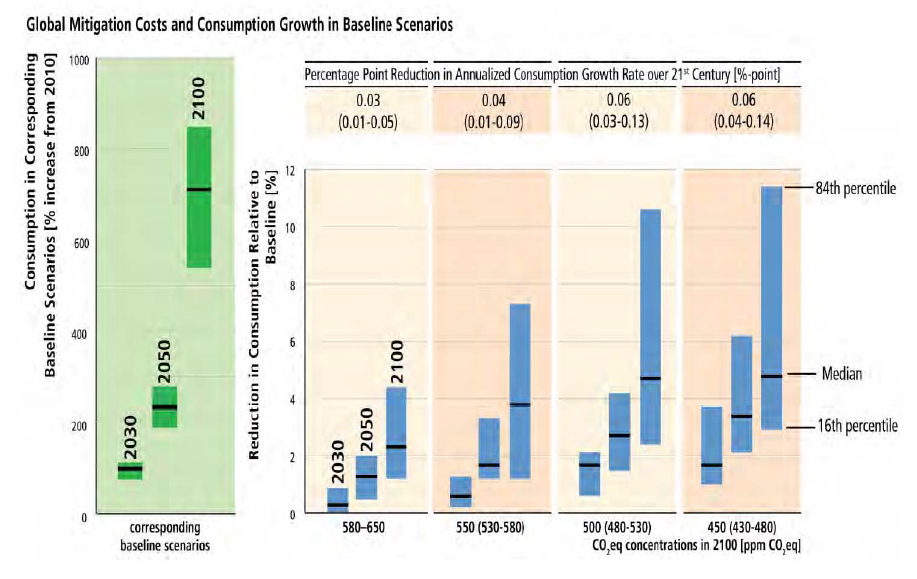 Global Mitigation Costs and Consumption Growth in Baseline Scenarios
Consumption in Corresponding
Baseline Scenarios [% increase from 2010]
1000
800
600
400
200
0
2030
2050
2100
corresponding
baseline scenarios
Percentage Point Reduction in Annualized Consumption Growth Rate over 21st Century [%-point]
0.03
(0.01-0.05)
0.04
(0.01-0.09)
0.06
(0.03-0.13)
0.06
(0.04-0.14)
Reduction in Consumption Relative to
Baseline [%]
12
10
8
6
4
2
0
2030
2050
2100
84th percentile
Median
16th percentile
580–650
550 (530-580)
500 (480-530)
450 (430-480)
CO₂eq concentrations in 2100 [ppm CO₂eq]